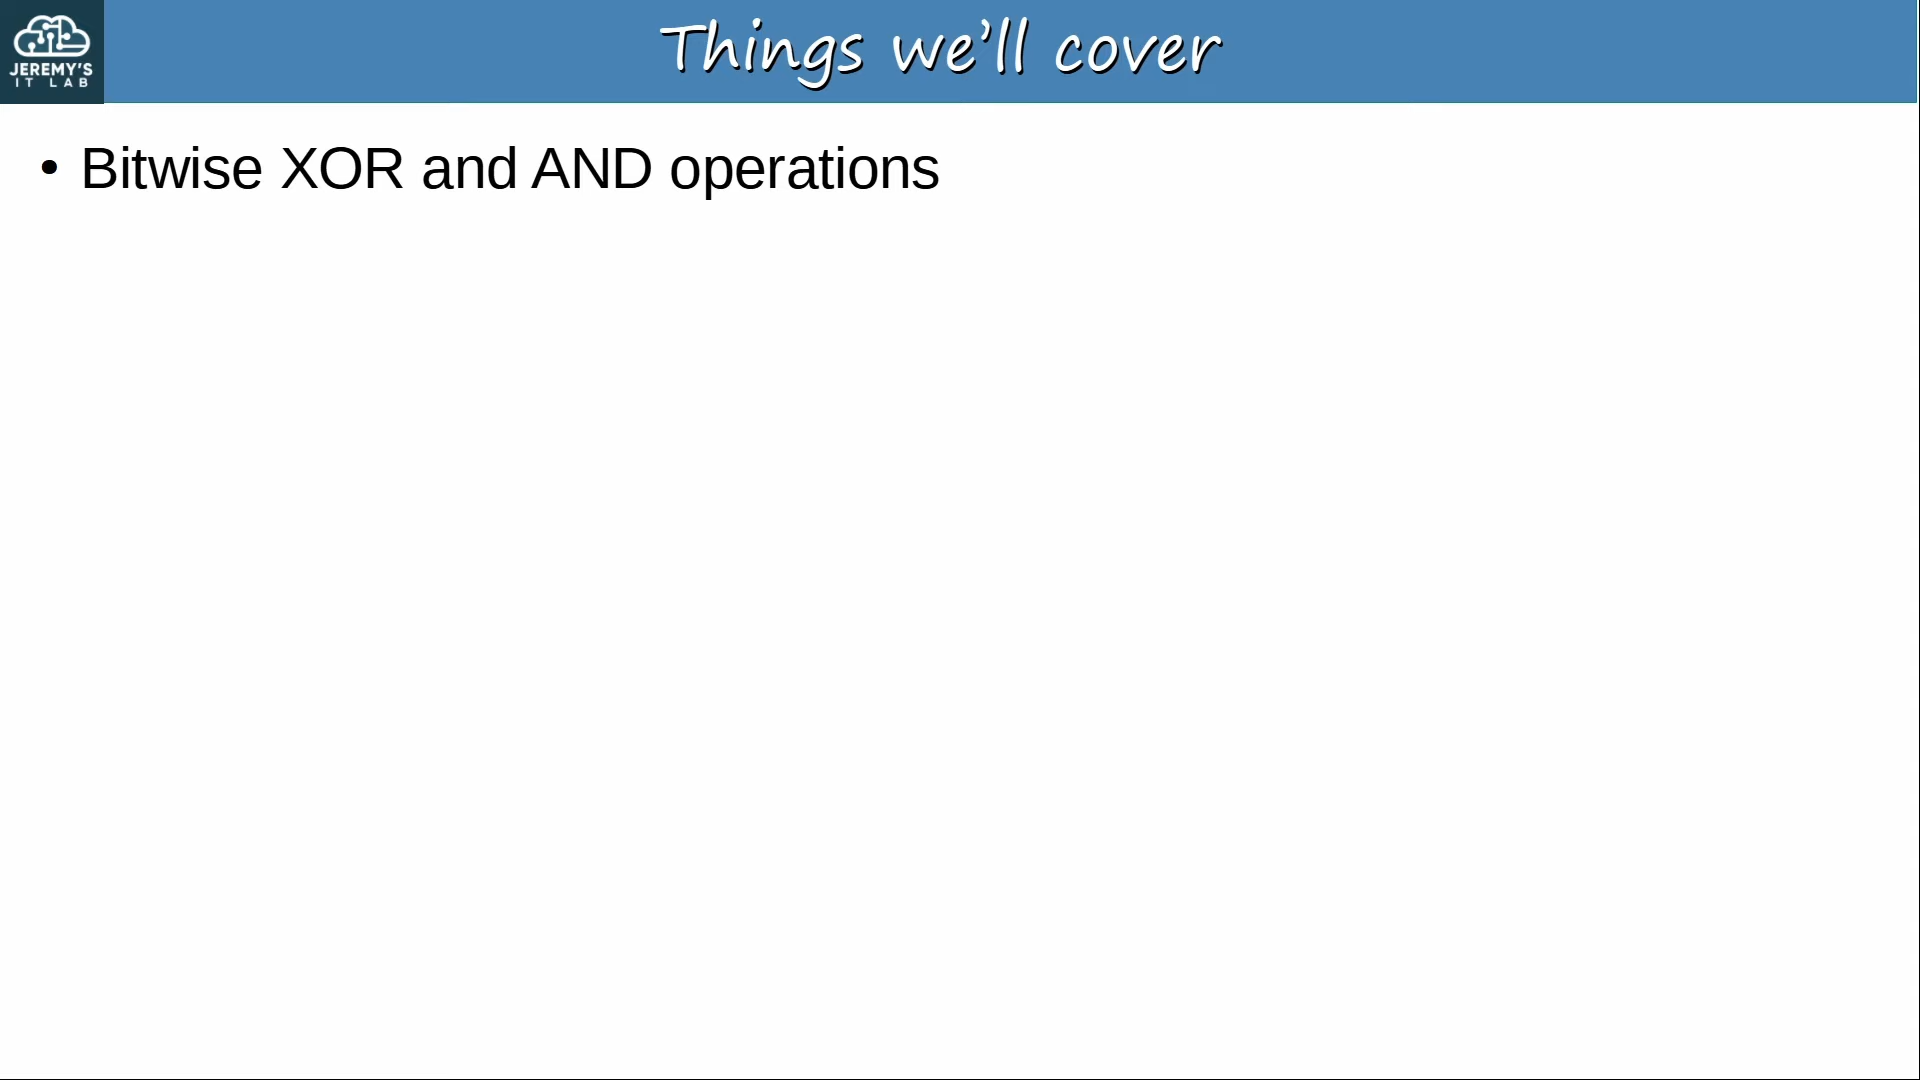 JEREMY'S
IT LAB
Things we’ll cover
• Bitwise XOR and AND operations